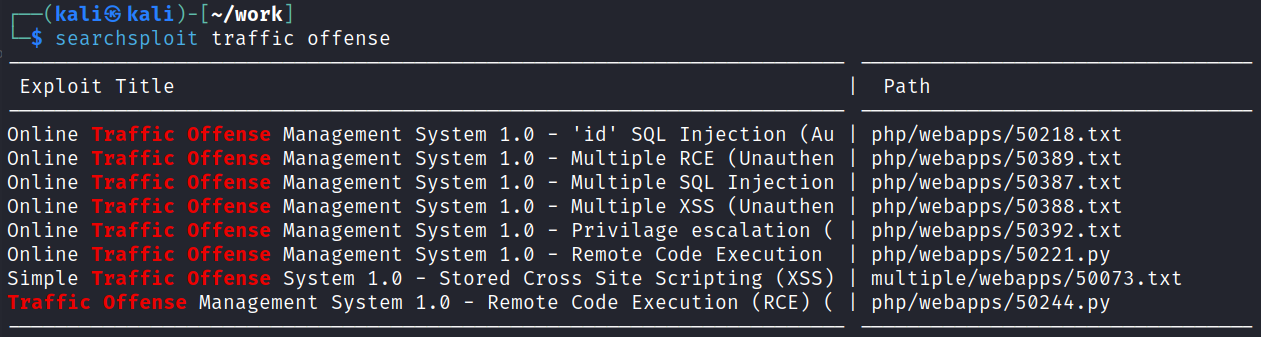 ┌──(kali㉿kali)-[~/work]
└─$ searchsploit traffic offense
Exploit Title | Path
Online Traffic Offense Management System 1.0 - 'id' SQL Injection (Au | php/webapps/50218.txt
Online Traffic Offense Management System 1.0 - Multiple RCE (Unauthen | php/webapps/50389.txt
Online Traffic Offense Management System 1.0 - Multiple SQL Injection | php/webapps/50387.txt
Online Traffic Offense Management System 1.0 - Multiple XSS (Unauthen | php/webapps/50388.txt
Online Traffic Offense Management System 1.0 - Privilage escalation ( | php/webapps/50392.txt
Online Traffic Offense Management System 1.0 - Remote Code Execution | php/webapps/50221.py
Simple Traffic Offense System 1.0 - Stored Cross Site Scripting (XSS) | multiple/webapps/50073.txt
Traffic Offense Management System 1.0 - Remote Code Execution (RCE) ( | php/webapps/50244.py